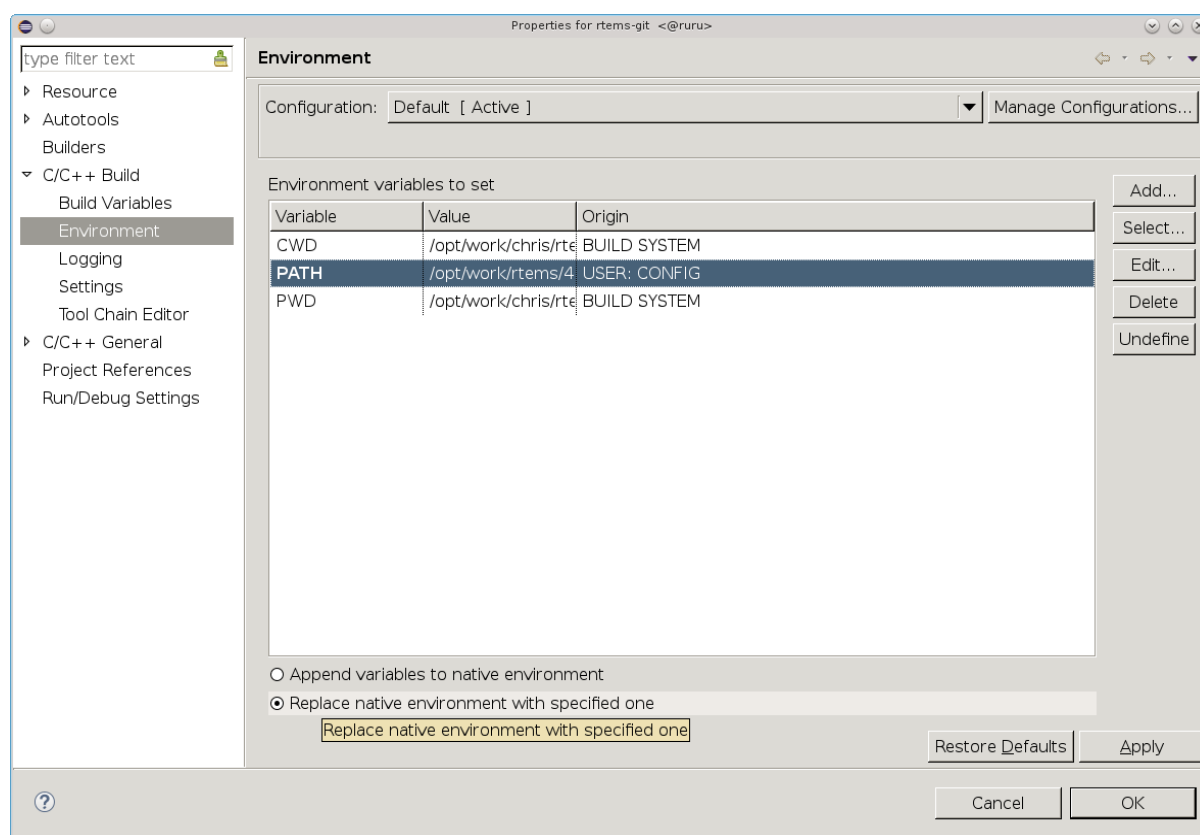 Properties for rtems-git <@ruru>
type filter text
Environment
Resource
Autotools
Builders
C/C++ Build
Build Variables
Environment
Logging
Settings
Tool Chain Editor
C/C++ General
Project References
Run/Debug Settings
Configuration: Default [ Active ] Manage Configurations...
Environment variables to set
Variable Value Origin
CWD /opt/work/chris/rte BUILD SYSTEM
PATH /opt/work/rtems/4 USER: CONFIG
PWD /opt/work/chris/rte BUILD SYSTEM
Add...
Select...
Edit...
Delete
Undefine
Append variables to native environment
Replace native environment with specified one
Replace native environment with specified one
Restore Defaults Apply
? Cancel OK